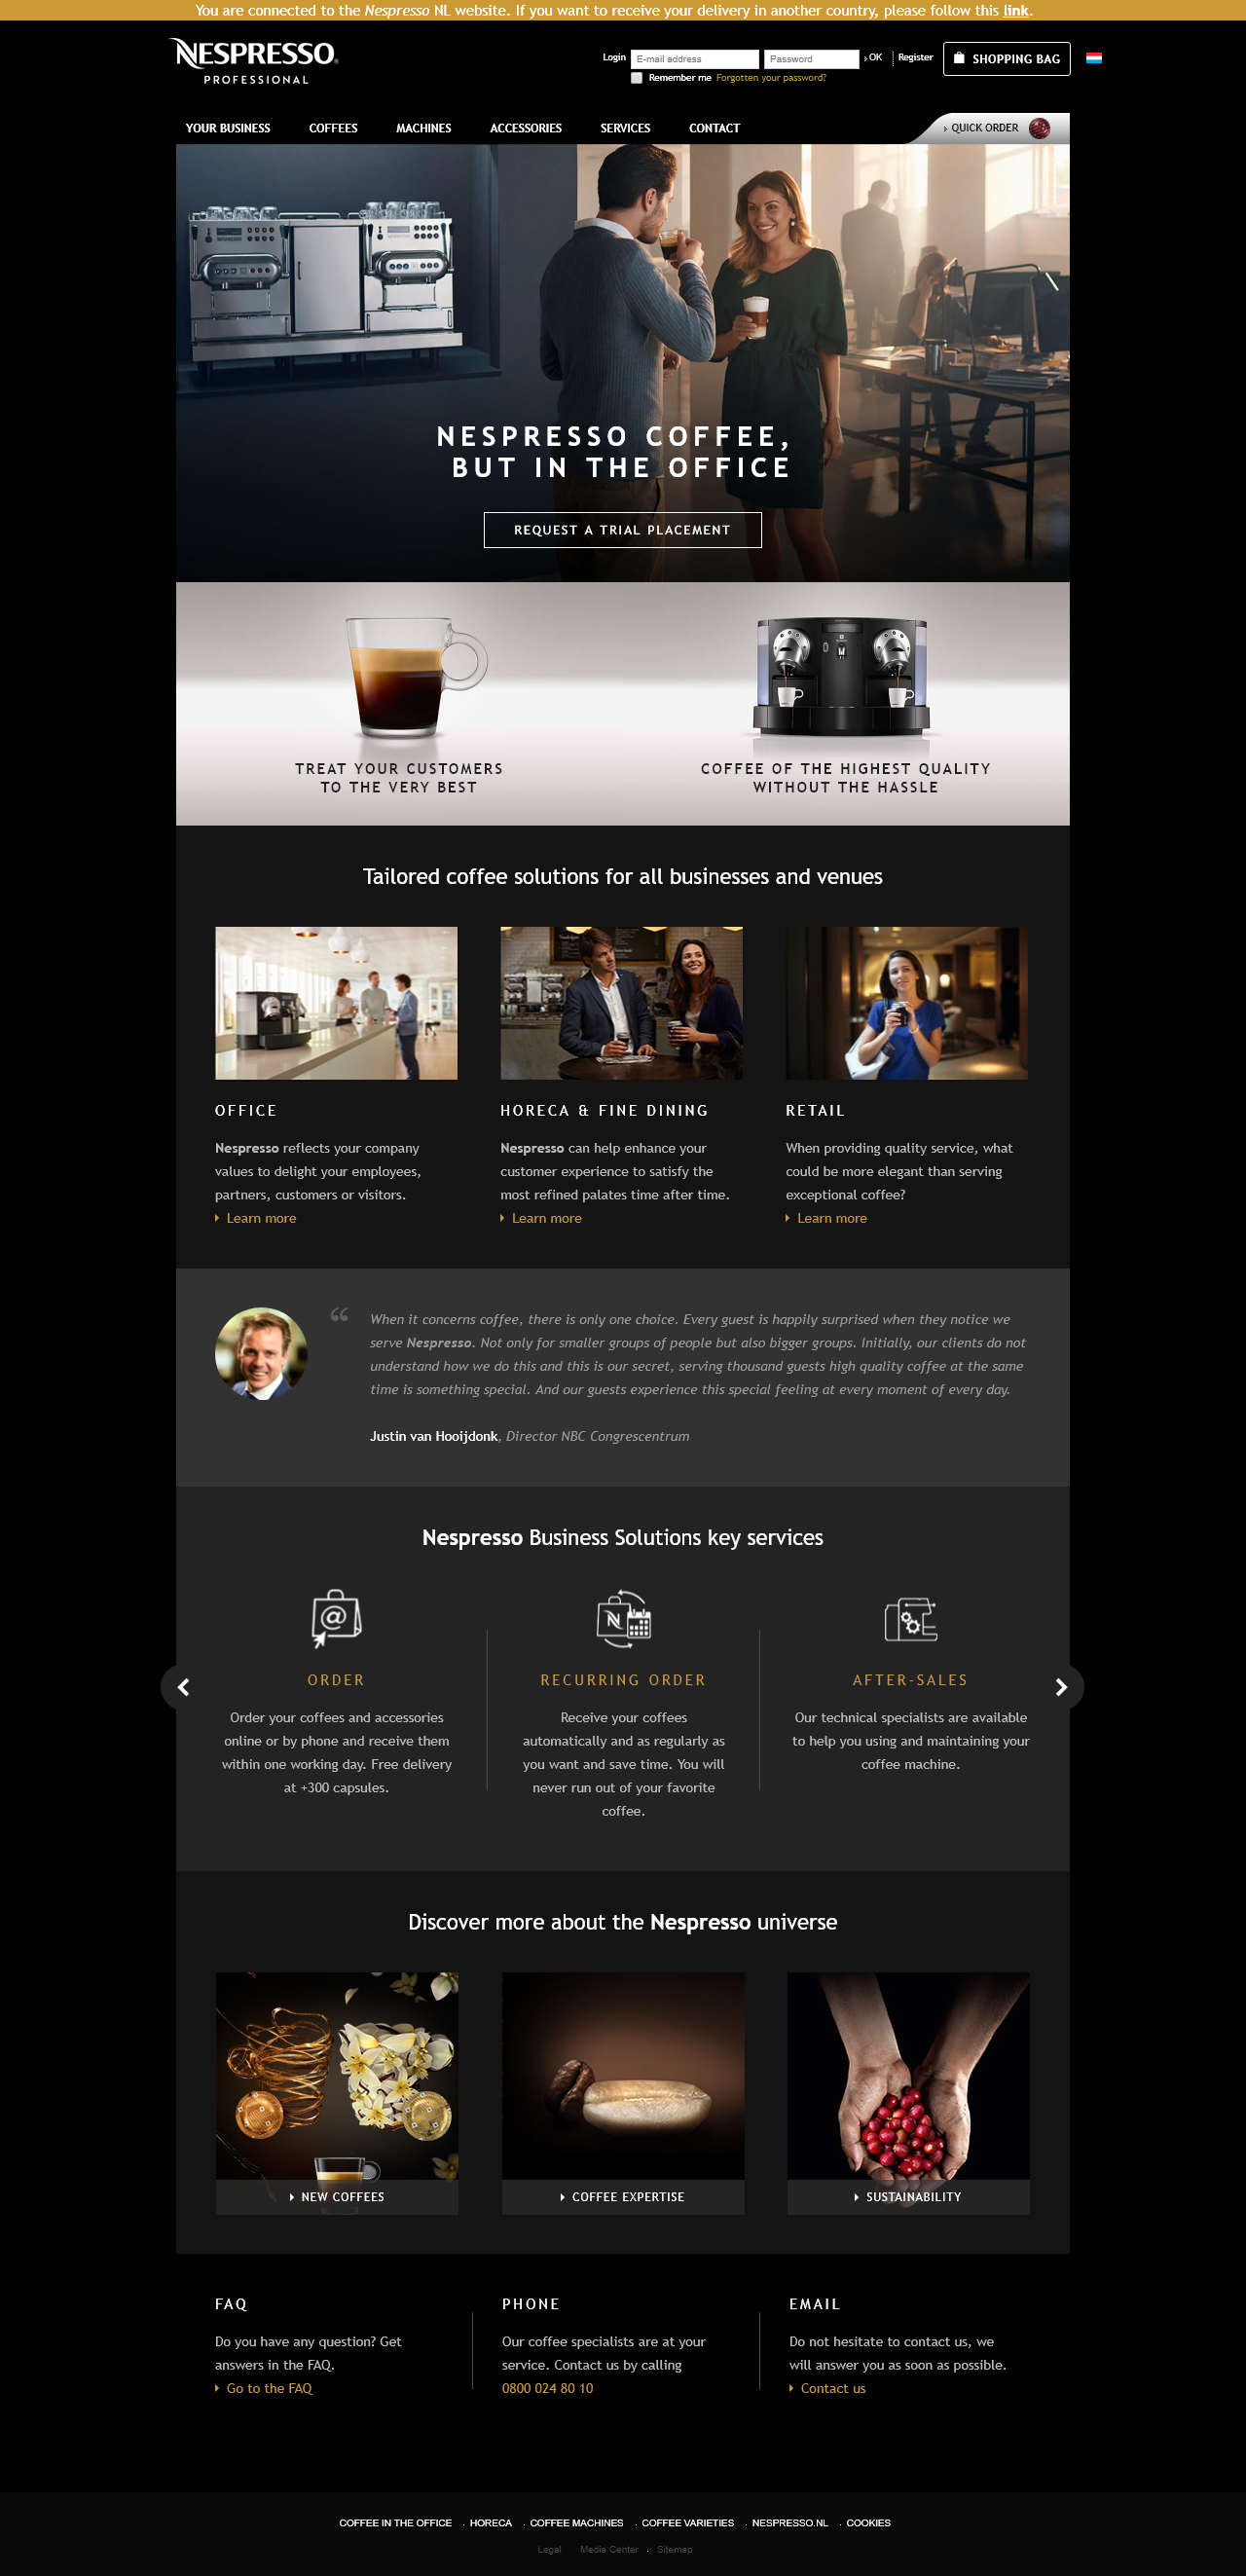 You are connected to the Nespresso NL website. If you want to receive your delivery in another country, please follow this link.
NESPRESSO
PROFESSIONAL
Login
E-mail address
Password
OK
Register
SHOPPING BAG
Remember me
Forgotten your password?
YOUR BUSINESS
COFFEES
MACHINES
ACCESSORIES
SERVICES
CONTACT
QUICK ORDER
NESPRESSO COFFEE,
BUT IN THE OFFICE
REQUEST A TRIAL PLACEMENT
TREAT YOUR CUSTOMERS
TO THE VERY BEST
COFFEE OF THE HIGHEST QUALITY
WITHOUT THE HASSLE
Tailored coffee solutions for all businesses and venues
OFFICE
Nespresso reflects your company
values to delight your employees,
partners, customers or visitors.
Learn more
HORECA & FINE DINING
Nespresso can help enhance your
customer experience to satisfy the
most refined palates time after time.
Learn more
RETAIL
When providing quality service, what
could be more elegant than serving
exceptional coffee?
Learn more
“
When it concerns coffee, there is only one choice. Every guest is happily surprised when they notice we
serve Nespresso. Not only for smaller groups of people but also bigger groups. Initially, our clients do not
understand how we do this and this is our secret, serving thousand guests high quality coffee at the same
time is something special. And our guests experience this special feeling at every moment of every day.
Justin van Hooijdonk, Director NBC Congrescentrum
Nespresso Business Solutions key services
ORDER
Order your coffees and accessories
online or by phone and receive them
within one working day. Free delivery
at +300 capsules.
RECURRING ORDER
Receive your coffees
automatically and as regularly as
you want and save time. You will
never run out of your favorite
coffee.
AFTER-SALES
Our technical specialists are available
to help you using and maintaining your
coffee machine.
Discover more about the Nespresso universe
NEW COFFEES
COFFEE EXPERTISE
SUSTAINABILITY
FAQ
Do you have any question? Get
answers in the FAQ.
Go to the FAQ
PHONE
Our coffee specialists are at your
service. Contact us by calling
0800 024 80 10
EMAIL
Do not hesitate to contact us, we
will answer you as soon as possible.
Contact us
COFFEE IN THE OFFICE . HORECA . COFFEE MACHINES . COFFEE VARIETIES . NESPRESSO.NL . COOKIES
Legal Media Center . Sitemap